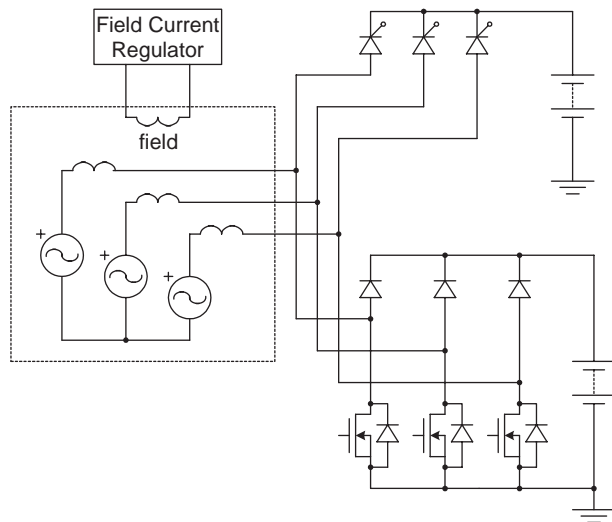 Field Current
Regulator
field
+
+
+